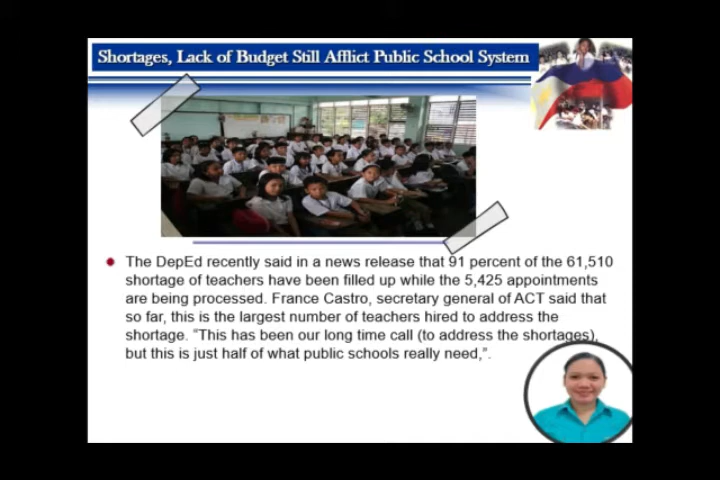 Shortages, Lack of Budget Still Afflict Public School System
The DepEd recently said in a news release that 91 percent of the 61,510
shortage of teachers have been filled up while the 5,425 appointments
are being processed. France Castro, secretary general of ACT said that
so far, this is the largest number of teachers hired to address the
shortage. “This has been our long time call (to address the shortages),
but this is just half of what public schools really need,”.